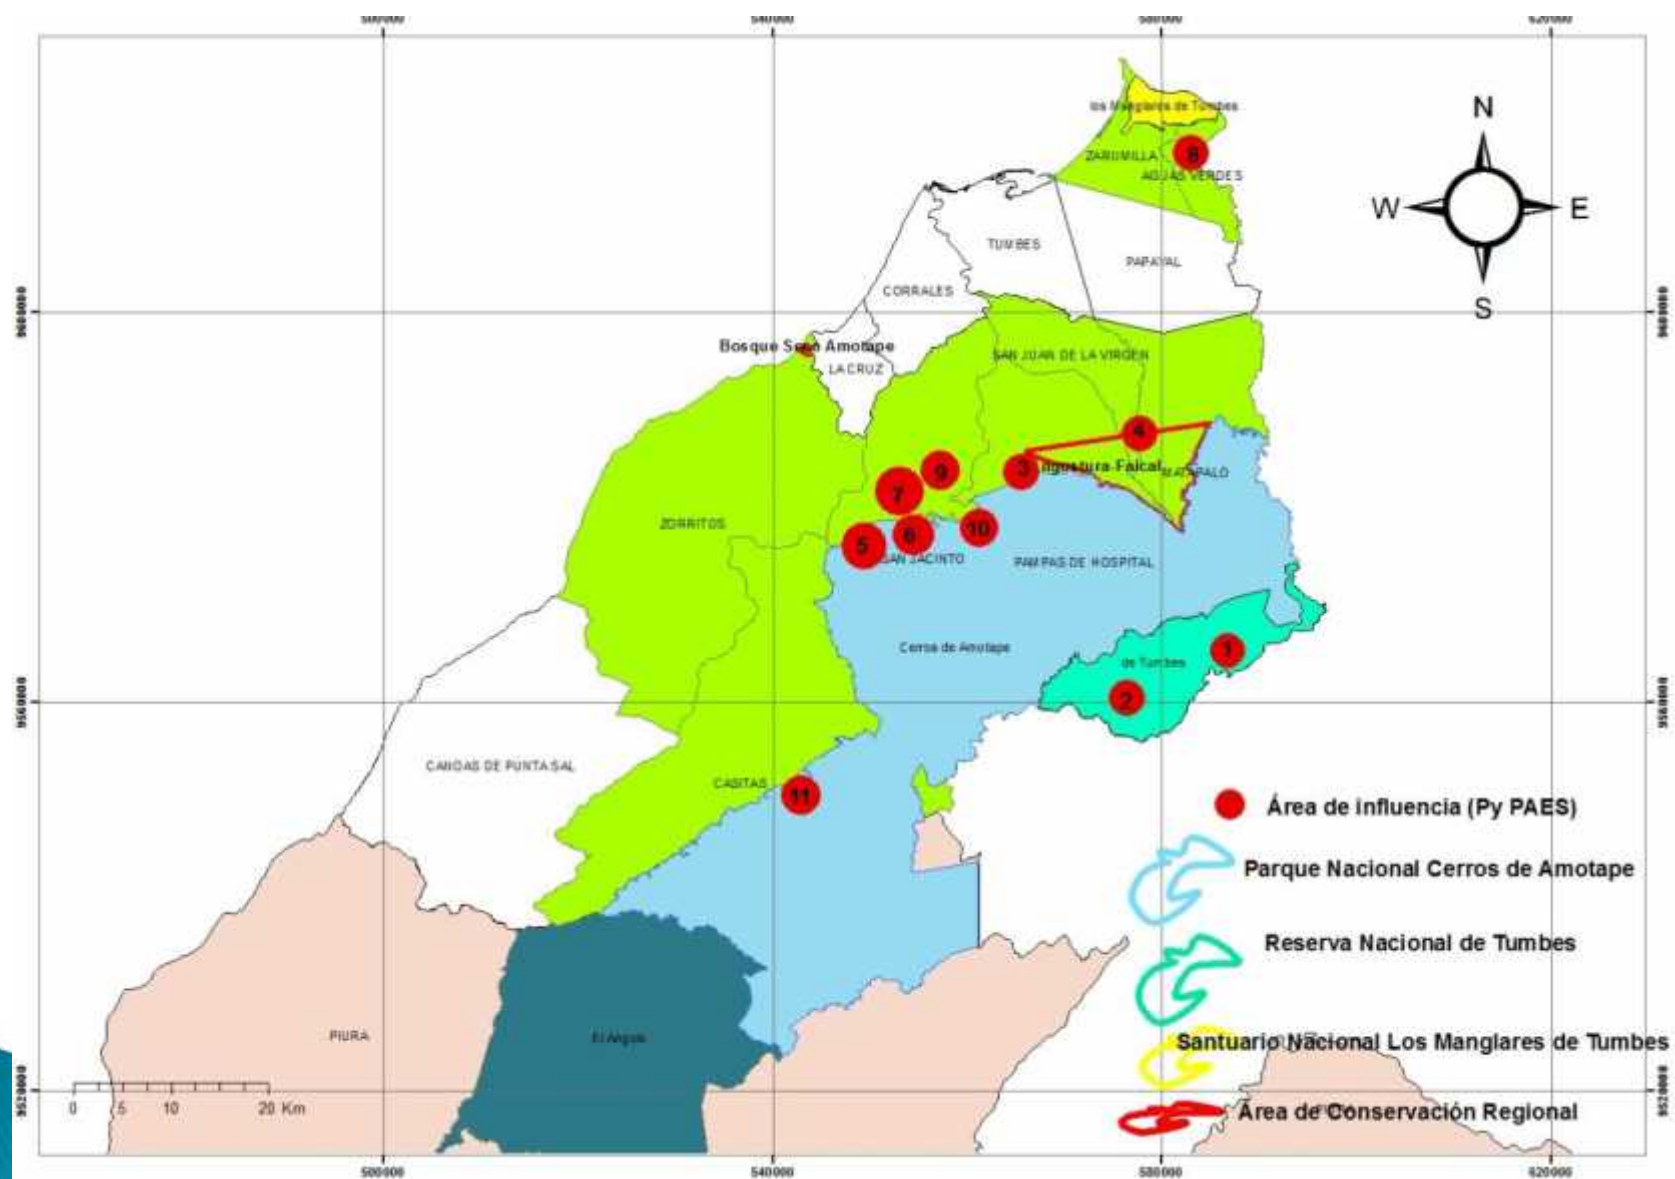 500000 540000 580000 620000
los Manglares de Tumbes
N
ZARUMILLA
8
AGUAS VERDES
W
E
S
TUMBES
PAPAYAL
CORRALES
9600000
9600000
Bosque Seco Amotape
SAN JUAN DE LA VIRGEN
LA CRUZ
4
9
3
agustura-Faical
MATAPALO
7
ZORRITOS
10
6
5
SAN JACINTO
PAMPAS DE HOSPITAL
Cerros de Amotape
1
de Tumbes
2
9560000
9560000
CANOAS DE PUNTA SAL
CASITAS
11
Área de influencia (Py PAES)
Parque Nacional Cerros de Amotape
Reserva Nacional de Tumbes
PIURA
El Angolo
Santuario Nacional Los Manglares de Tumbes
9520000
9520000
0 5 10 20 Km
Área de Conservación Regional
500000 540000 580000 620000